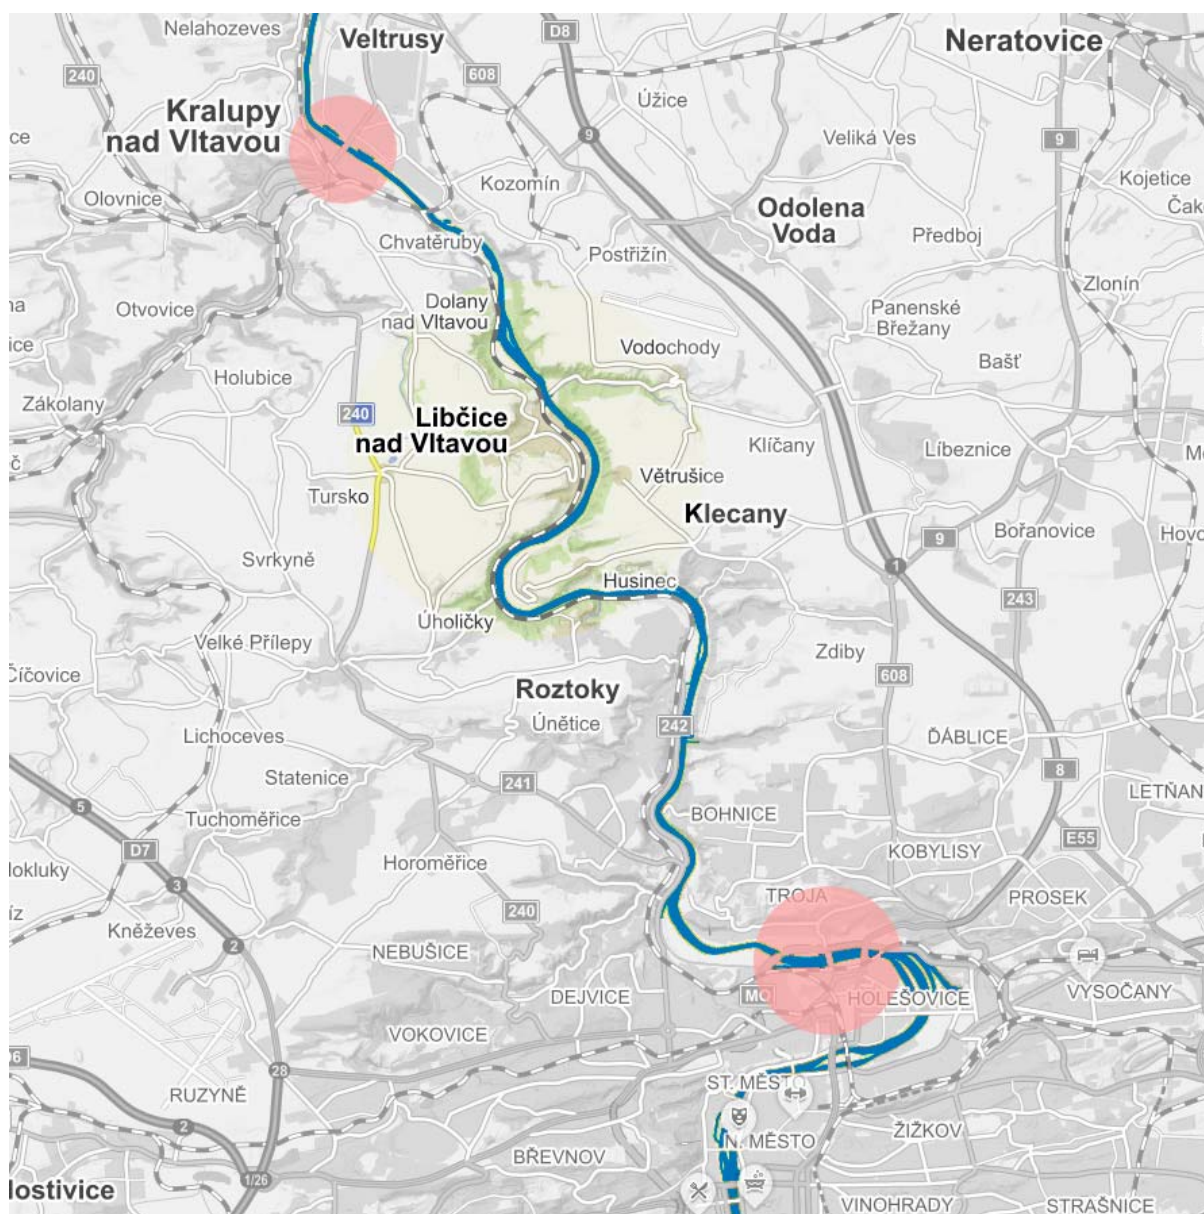 Nelahozeves
Veltrusy
D8
Neratovice
240
608
Úžice
Kralupy
nad Vltavou
9
Veliká Ves
9
Kojetice
Olovnice
Kozomín
Odolena
Voda
Předboj
Chvatěruby
Postřižín
Zlonín
Otvovice
Dolany
nad Vltavou
Panenské
Břežany
Vodochody
Bašť
Holubice
Zákolany
240
Libčice
nad Vltavou
Klíčany
Líbeznice
Větrušice
Tursko
Klecany
Bořanovice
9
Svrkyně
1
Husinec
243
Úholičky
Velké Přílepy
Zdiby
608
Roztoky
Únětice
242
Lichoceves
ĎÁBLICE
Statenice
241
8
LETŇAN
5
Tuchoměřice
BOHNICE
D7
E55
Horoměřice
KOBYLISY
3
TROJA
PROSEK
240
Kněževes
2
NEBUŠICE
DEJVICE
MO
HOLEŠOVICE
VYSOČANY
VOKOVICE
28
RUZYNĚ
ST. MĚSTO
2
N. MĚSTO
ŽIŽKOV
BŘEVNOV
1/26
VINOHRADY
STRAŠNICE